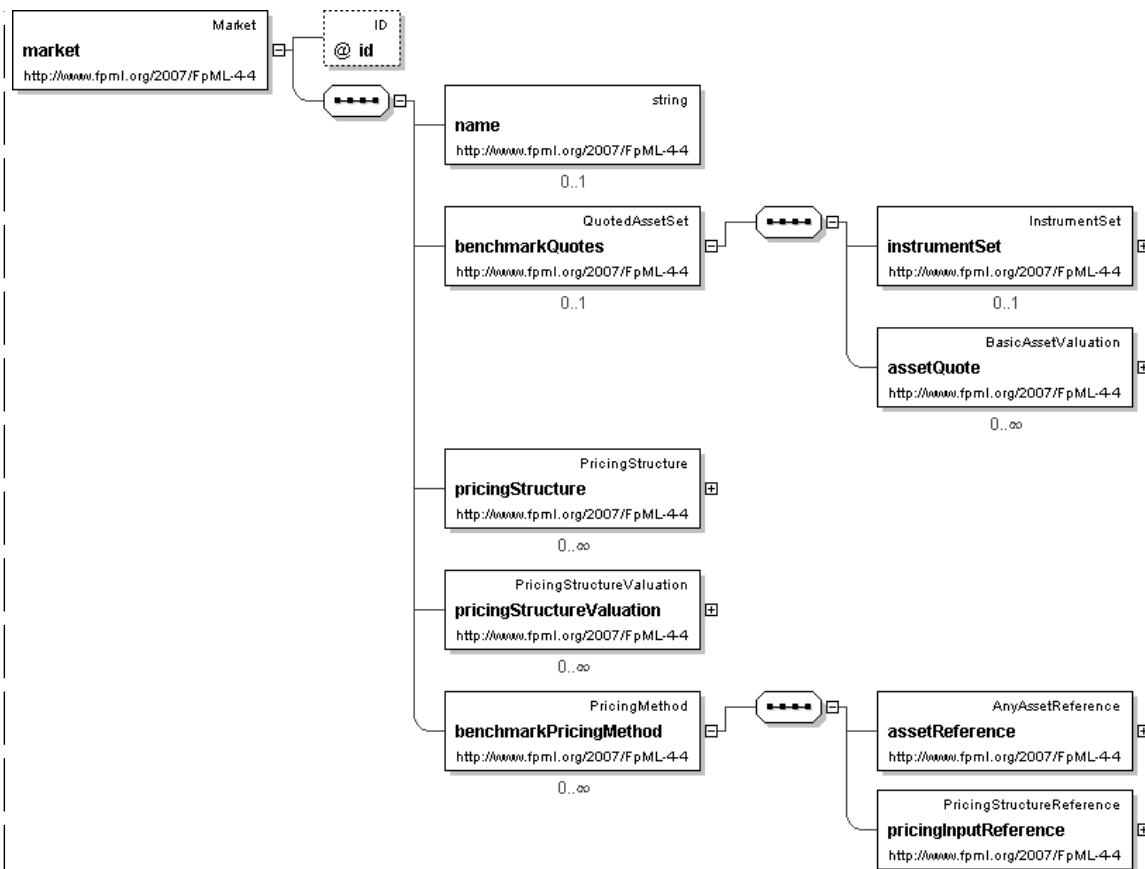 Market
market
http://www.fpml.org/2007/FpML-4-4
ID
@ id
string
name
http://www.fpml.org/2007/FpML-4-4
0..1
QuotedAssetSet
benchmarkQuotes
http://www.fpml.org/2007/FpML-4-4
0..1
InstrumentSet
instrumentSet
http://www.fpml.org/2007/FpML-4-4
0..1
BasicAssetValuation
assetQuote
http://www.fpml.org/2007/FpML-4-4
0..∞
PricingStructure
pricingStructure
http://www.fpml.org/2007/FpML-4-4
0..∞
PricingStructureValuation
pricingStructureValuation
http://www.fpml.org/2007/FpML-4-4
0..∞
PricingMethod
benchmarkPricingMethod
http://www.fpml.org/2007/FpML-4-4
0..∞
AnyAssetReference
assetReference
http://www.fpml.org/2007/FpML-4-4
PricingStructureReference
pricingInputReference
http://www.fpml.org/2007/FpML-4-4